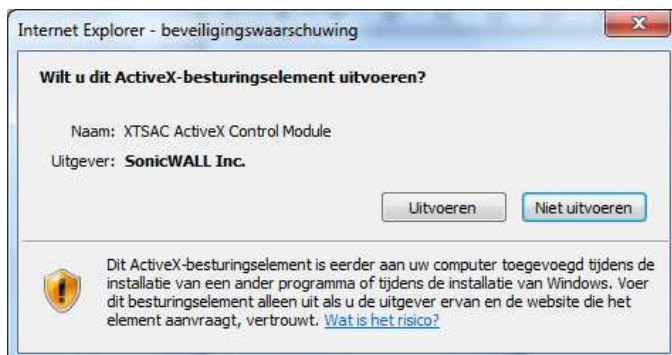 Internet Explorer - beveiligingswaarschuwing
Wilt u dit ActiveX-besturingselement uitvoeren?
Naam: XTSAC ActiveX Control Module
Uitgever: SonicWALL Inc.
Uitvoeren
Niet uitvoeren
Dit ActiveX-besturingselement is eerder aan uw computer toegevoegd tijdens de
installatie van een ander programma of tijdens de installatie van Windows. Voer
dit besturingselement alleen uit als u de uitgever ervan en de website die het
element aanvraagt, vertrouwt. Wat is het risico?